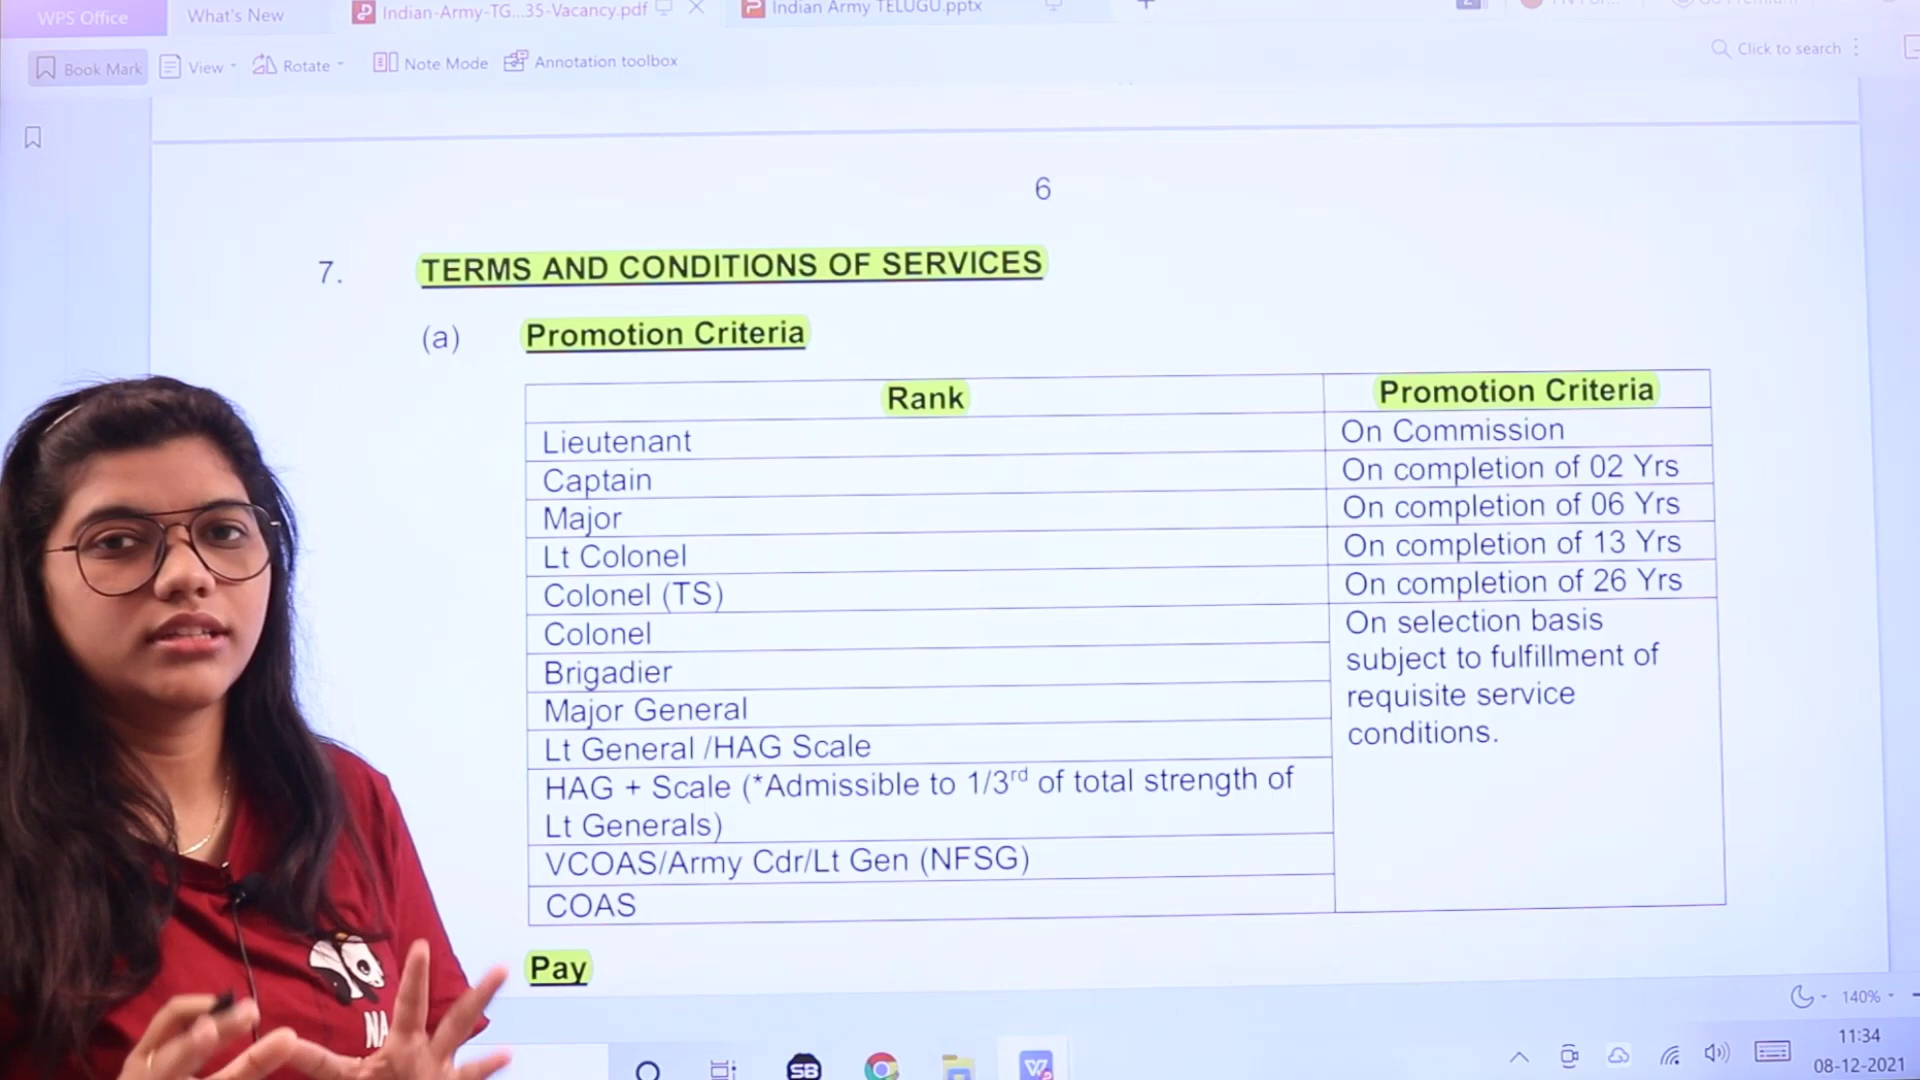 WPS Office
What's New
Indian-Army-TG...35-Vacancy.pdf
Indian Army TELUGU.pptx
Book Mark
View
Rotate
Note Mode
Annotation toolbox
Click to search
6
7. TERMS AND CONDITIONS OF SERVICES
(a) Promotion Criteria
Rank Promotion Criteria
Lieutenant On Commission
Captain On completion of 02 Yrs
Major On completion of 06 Yrs
Lt Colonel On completion of 13 Yrs
Colonel (TS) On completion of 26 Yrs
Colonel On selection basis
Brigadier subject to fulfillment of
Major General requisite service
Lt General /HAG Scale conditions.
HAG + Scale (*Admissible to 1/3rd of total strength of
Lt Generals)
VCOAS/Army Cdr/Lt Gen (NFSG)
COAS
Pay
NA
140%
SB
11:34
08-12-2021